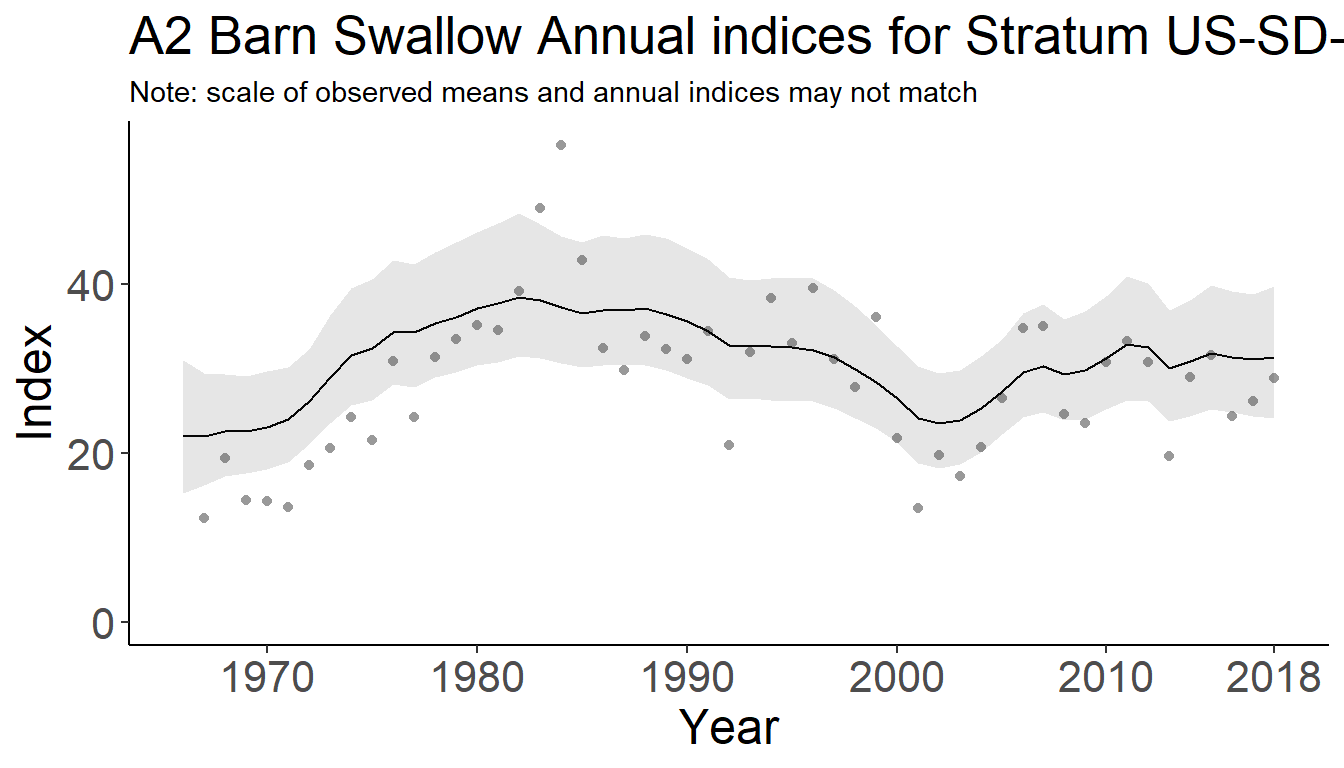 A2 Barn Swallow Annual indices for Stratum US-SD-
Note: scale of observed means and annual indices may not match
Index
40
20
0
1970 1980 1990 2000 2010 2018
Year